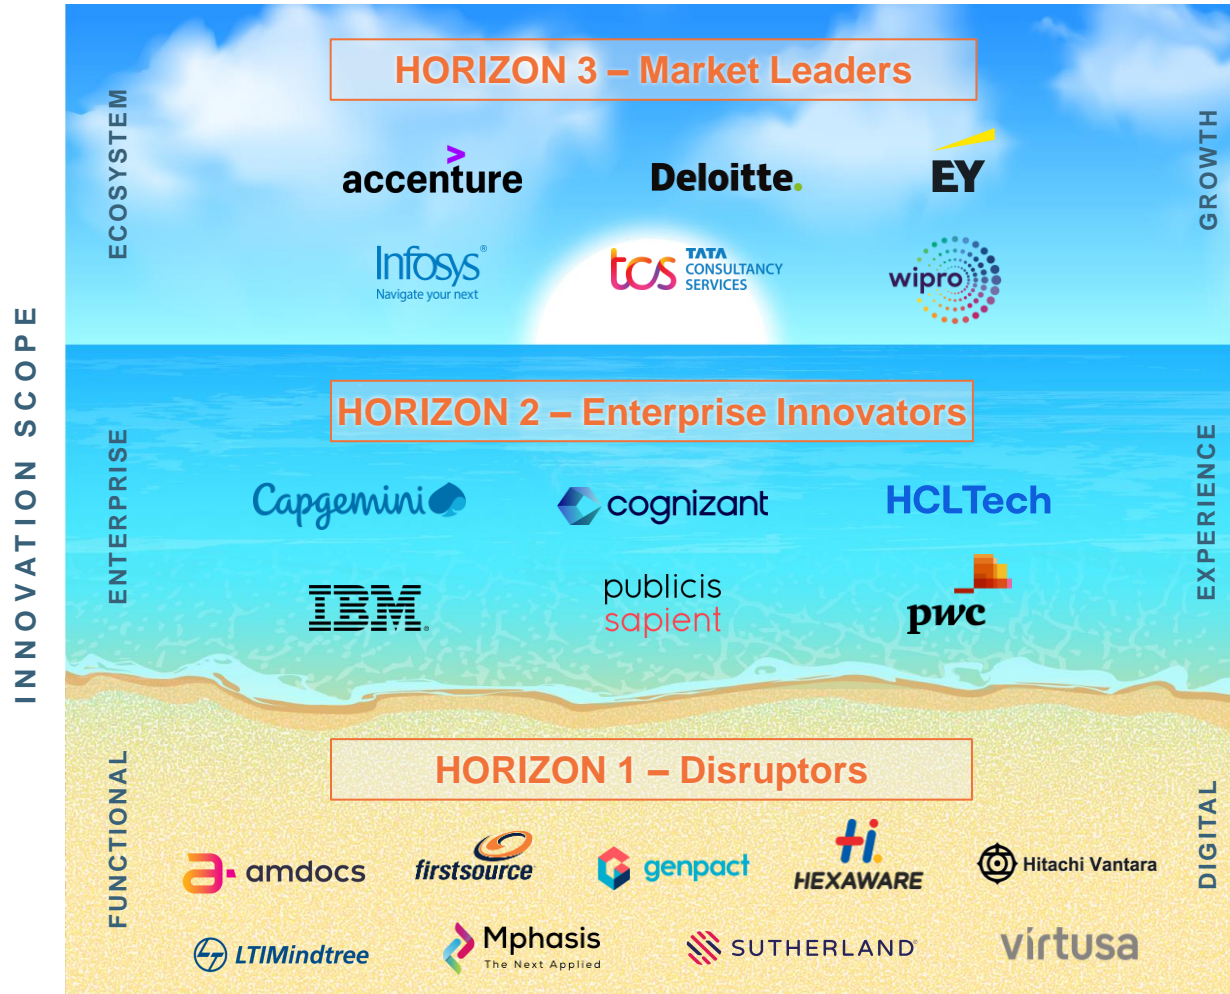 INNOVATION SCOPE
ECOSYSTEM
HORIZON 3 – Market Leaders
GROWTH
accenture
Deloitte.
EY
Infosys®
Navigate your next
tcs TATA
CONSULTANCY
SERVICES
wipro
ENTERPRISE
HORIZON 2 – Enterprise Innovators
EXPERIENCE
Capgemini
cognizant
HCLTech
IBM®
publicis
sapient
pwc
FUNCTIONAL
HORIZON 1 – Disruptors
DIGITAL
a amdocs
firstsource
genpact
Hi
HEXAWARE
Hitachi Vantara
LTIMindtree
Mphasis
The Next Applied
SUTHERLAND
virtusa